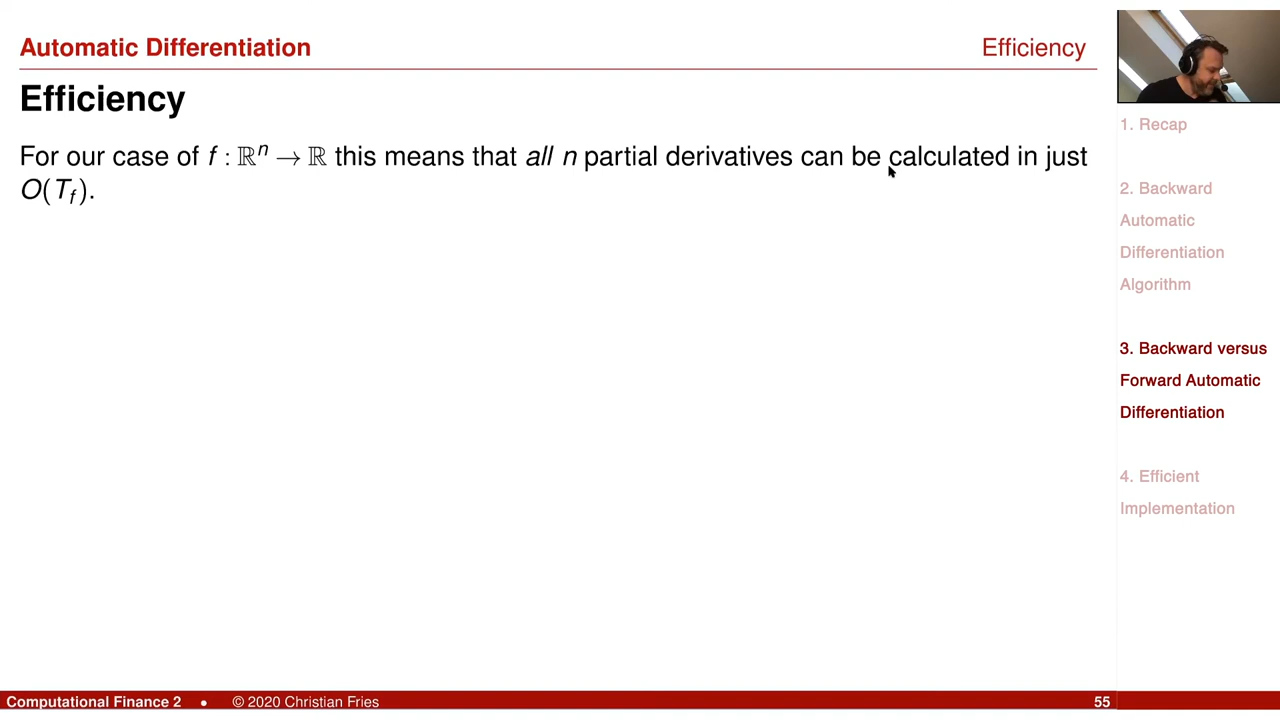 Automatic Differentiation
Efficiency
Efficiency
For our case of f : ℝⁿ → ℝ this means that all n partial derivatives can be calculated in just
O(T_f).
1. Recap
2. Backward
Automatic
Differentiation
Algorithm
3. Backward versus
Forward Automatic
Differentiation
4. Efficient
Implementation
Computational Finance 2 • © 2020 Christian Fries
55